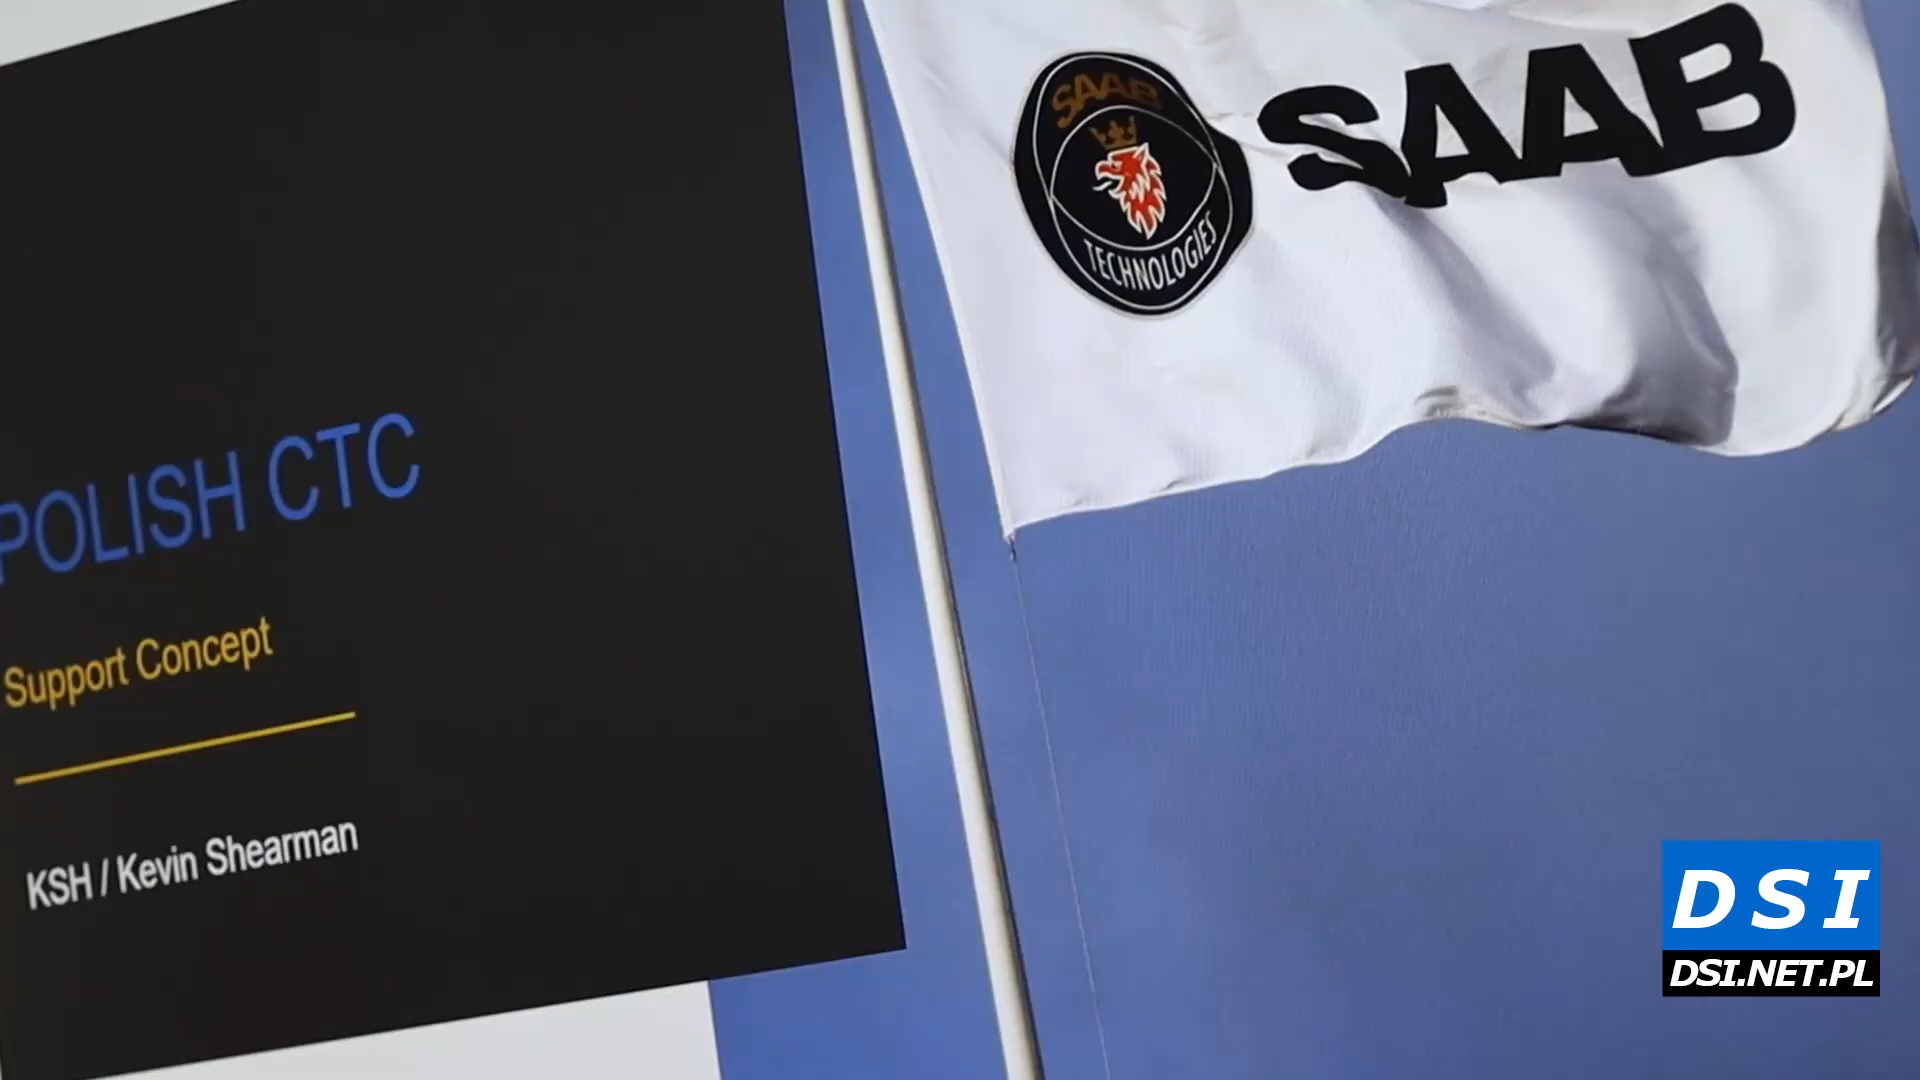 POLISH CTC
Support Concept
KSH / Kevin Shearman
SAAB
TECHNOLOGIES
SAAB
DSI
DSI.NET.PL